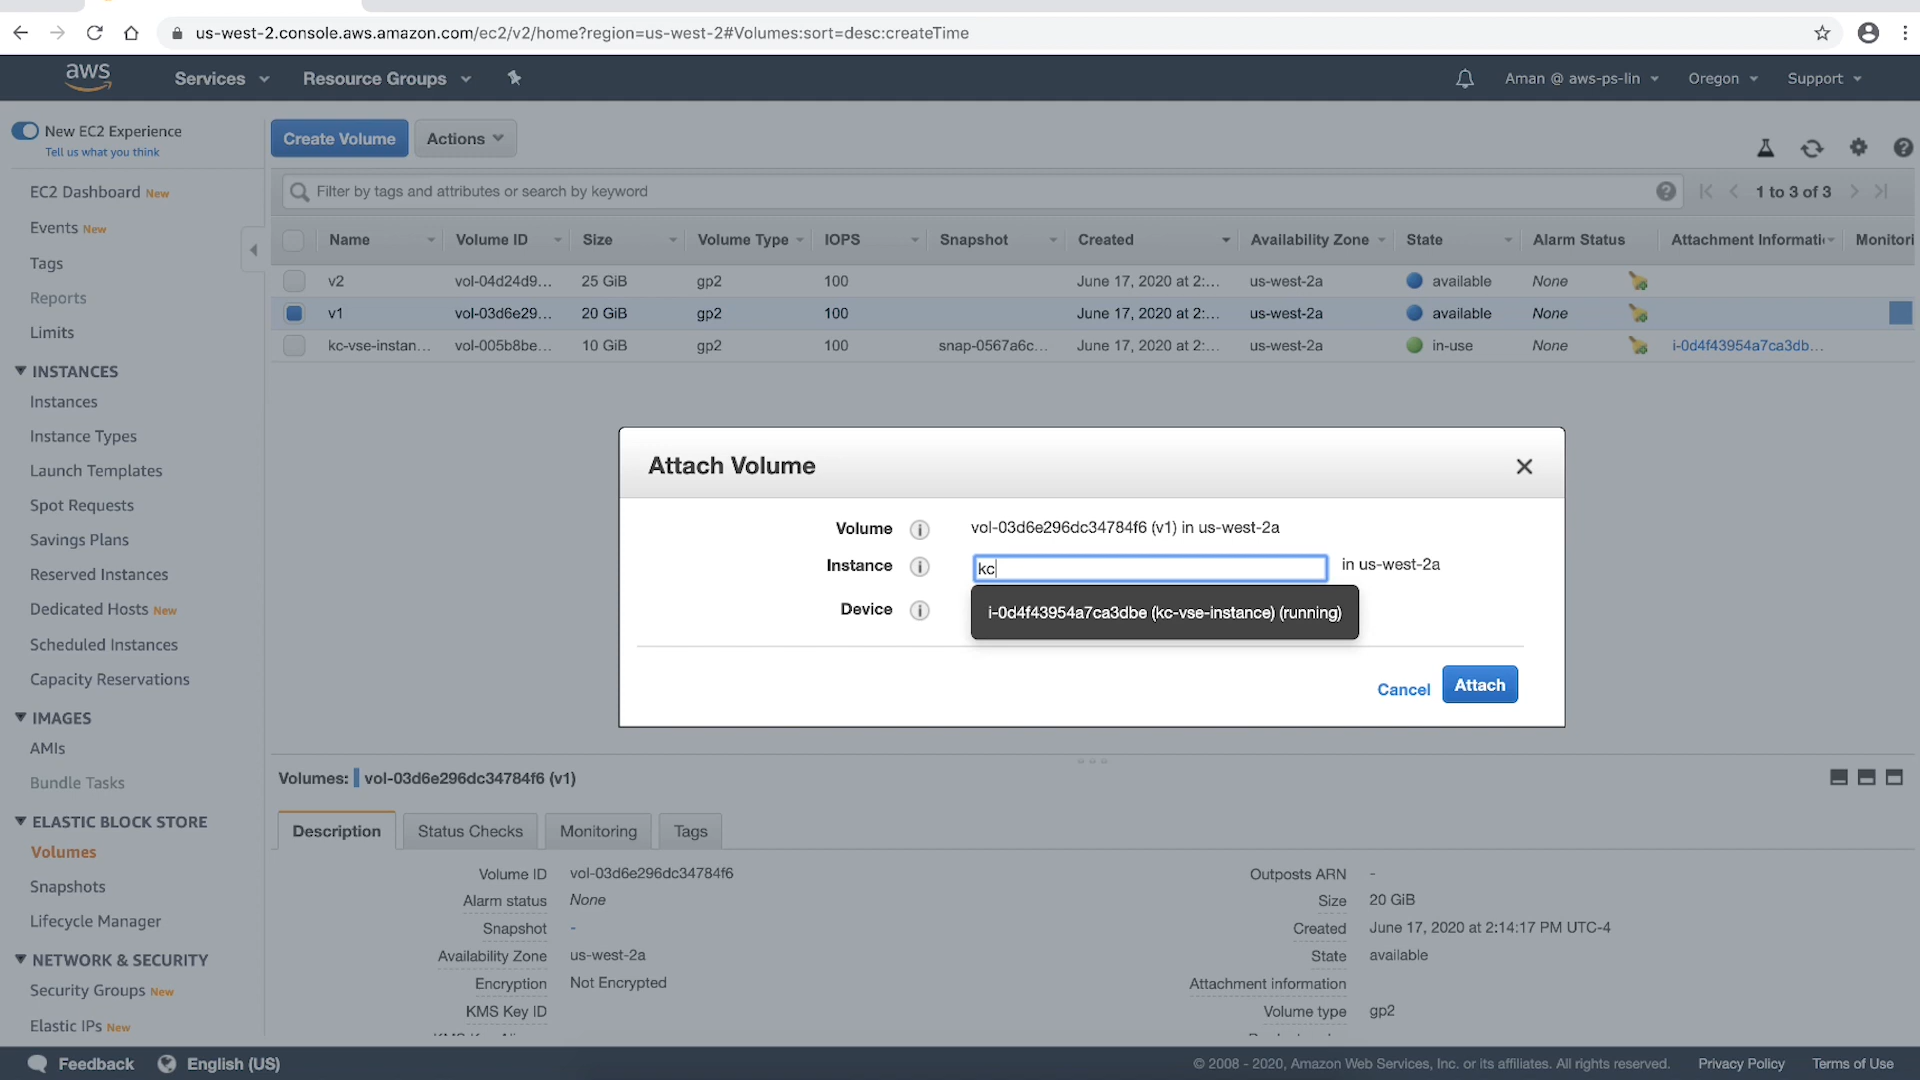 us-west-2.console.aws.amazon.com/ec2/v2/home?region=us-west-2#Volumes:sort=desc:createTime
aws Services Resource Groups Aman @ aws-ps-lin Oregon Support
New EC2 Experience
Tell us what you think
Create Volume Actions
Filter by tags and attributes or search by keyword
1 to 3 of 3
EC2 Dashboard New
Events New
Tags
Reports
Limits
INSTANCES
Instances
Instance Types
Launch Templates
Spot Requests
Savings Plans
Reserved Instances
Dedicated Hosts New
Scheduled Instances
Capacity Reservations
IMAGES
AMIs
Bundle Tasks
ELASTIC BLOCK STORE
Volumes
Snapshots
Lifecycle Manager
NETWORK & SECURITY
Security Groups New
Elastic IPs New
Name Volume ID Size Volume Type IOPS Snapshot Created Availability Zone State Alarm Status Attachment Informati Monitori
v2 vol-04d24d9... 25 GiB gp2 100 June 17, 2020 at 2:... us-west-2a available None
v1 vol-03d6e29... 20 GiB gp2 100 June 17, 2020 at 2:... us-west-2a available None
kc-vse-instan... vol-005b8be... 10 GiB gp2 100 snap-0567a6c... June 17, 2020 at 2:... us-west-2a in-use None i-0d4f43954a7ca3db...
Attach Volume
Volume vol-03d6e296dc34784f6 (v1) in us-west-2a
Instance kc in us-west-2a
Device
i-0d4f43954a7ca3dbe (kc-vse-instance) (running)
Cancel Attach
Volumes: vol-03d6e296dc34784f6 (v1)
Description Status Checks Monitoring Tags
Volume ID vol-03d6e296dc34784f6
Alarm status None
Snapshot -
Availability Zone us-west-2a
Encryption Not Encrypted
KMS Key ID
Outposts ARN -
Size 20 GiB
Created June 17, 2020 at 2:14:17 PM UTC-4
State available
Attachment information
Volume type gp2
Feedback English (US)
© 2008 - 2020, Amazon Web Services, Inc. or its affiliates. All rights reserved. Privacy Policy Terms of Use